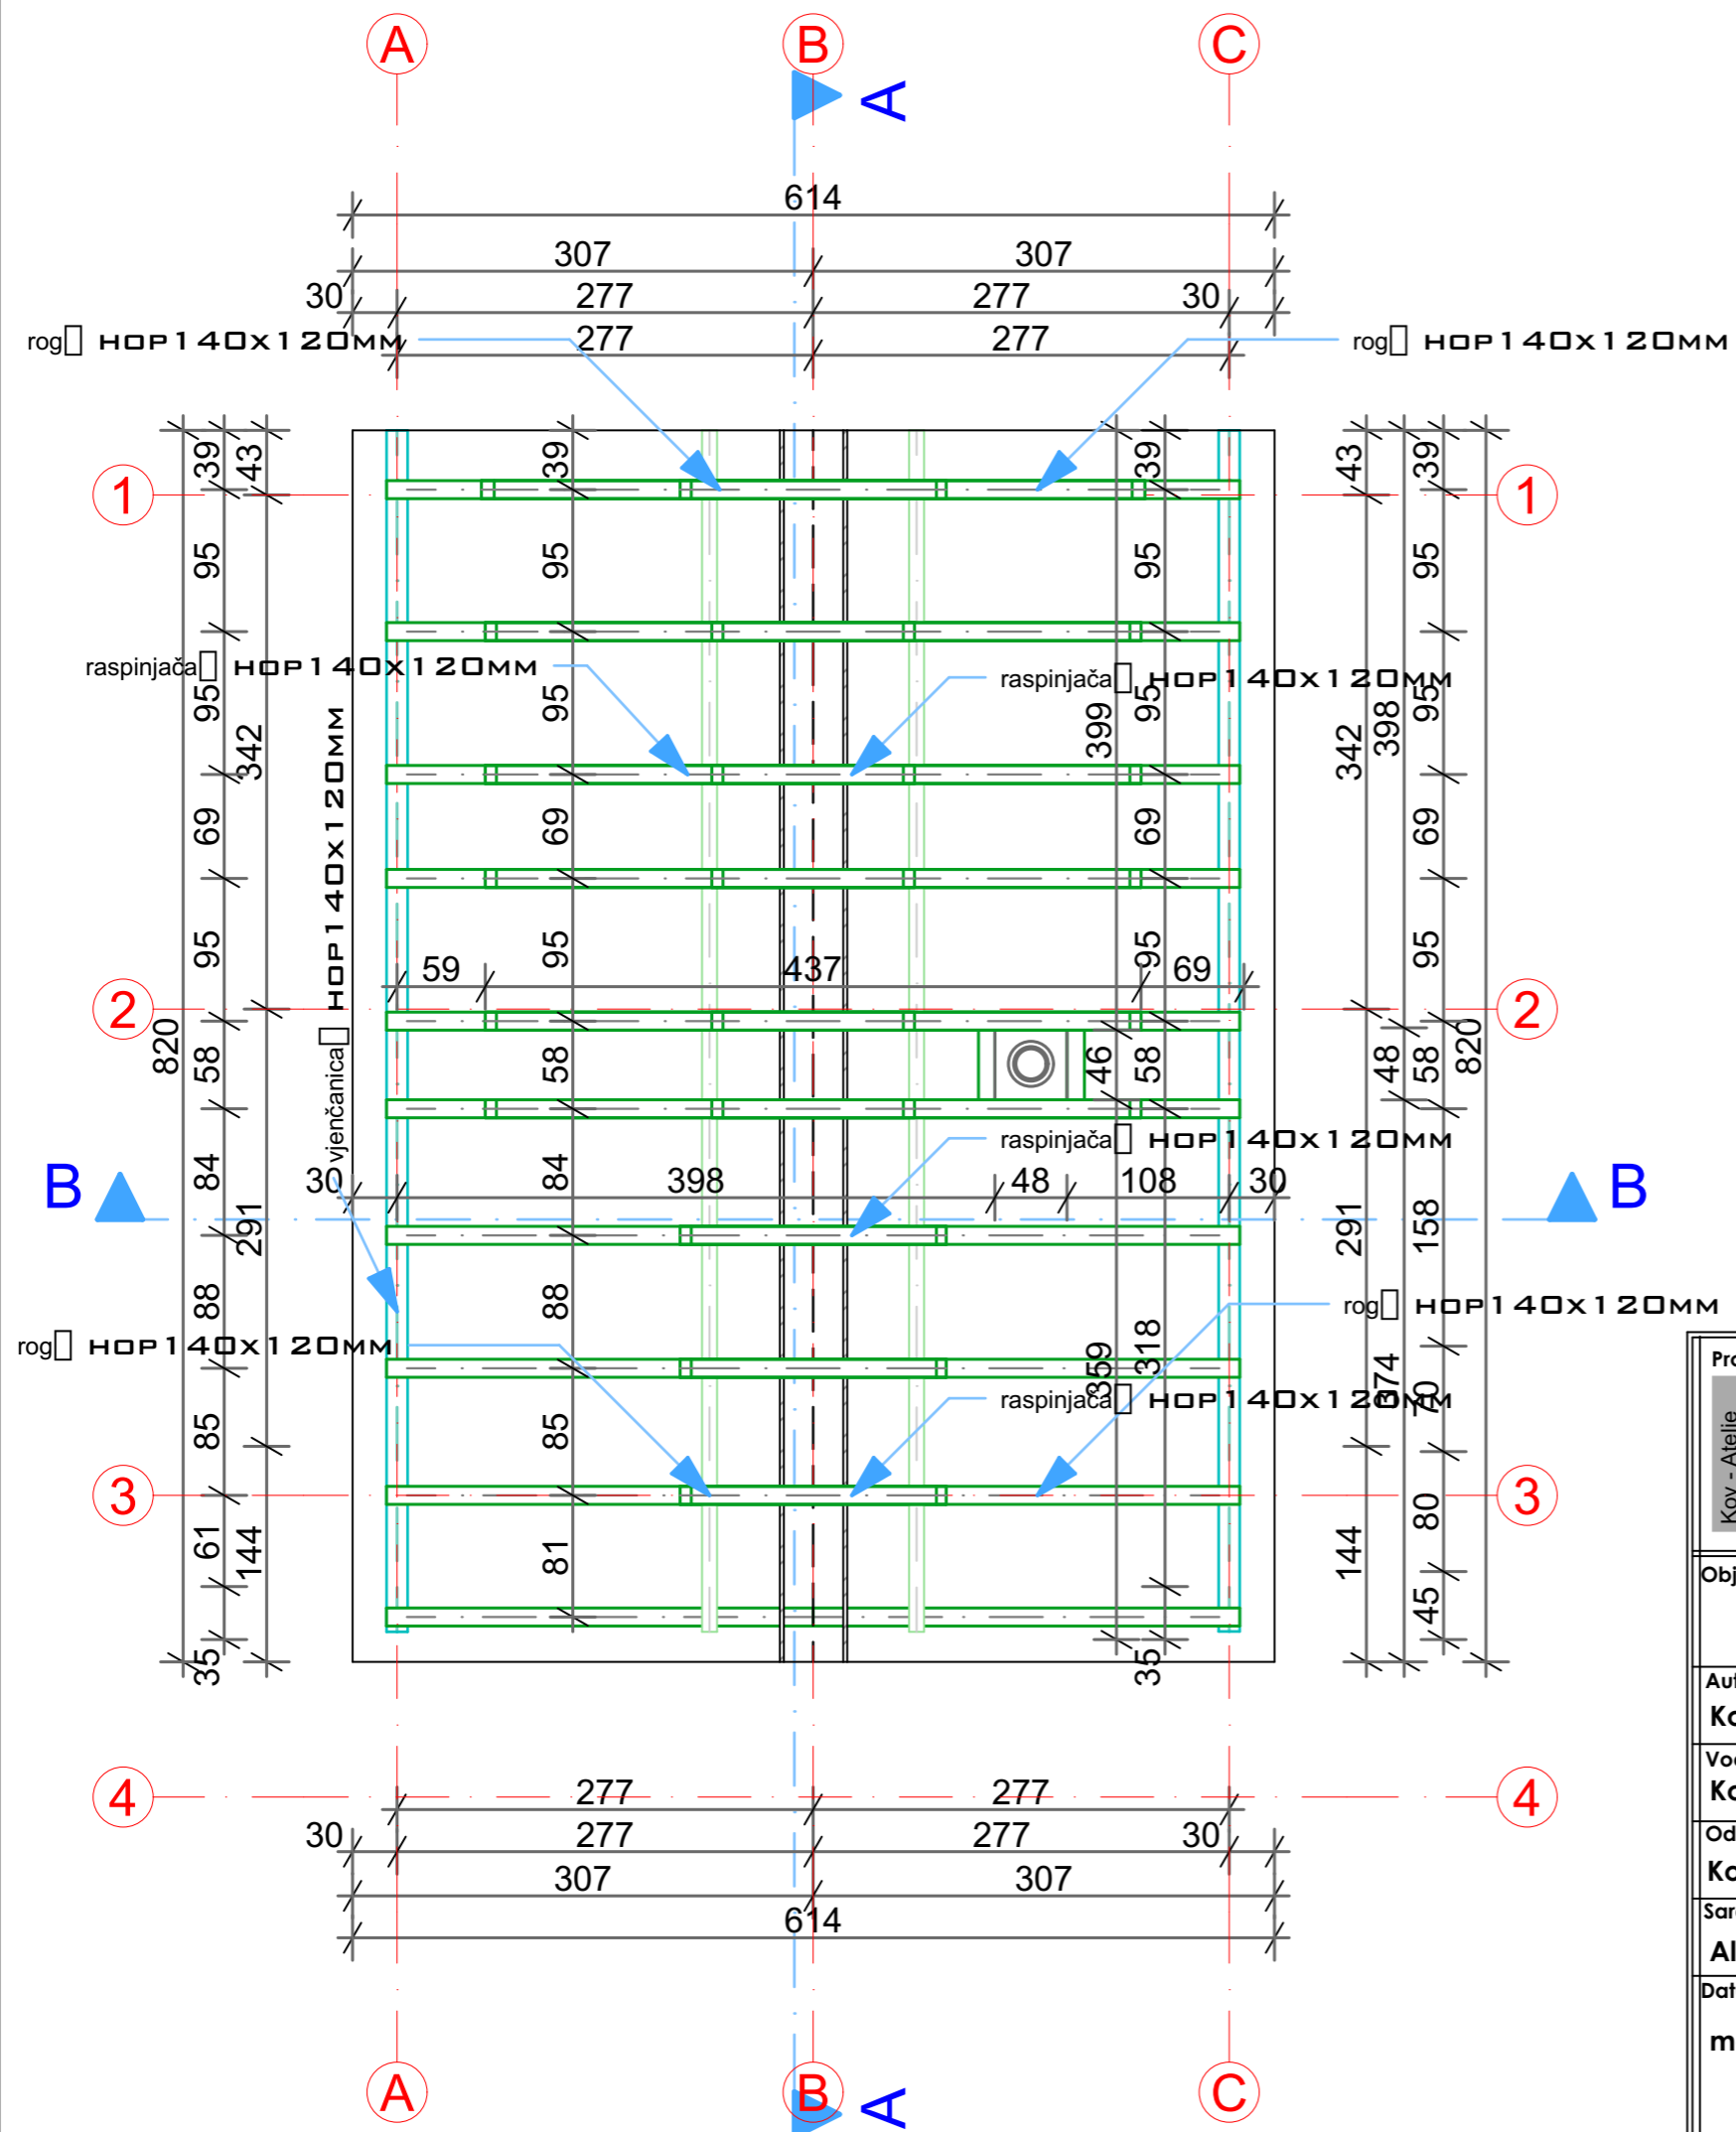 A B C
A
614
307 307
30 277 277 30
277 277
rog HOP140x120MM
rog HOP140x120MM
39 43 39 39 43 39
1 1
95 95 95 95
raspinjača HOP140x120MM
raspinjača HOP140x120MM
95 95 95 95
342 399 342 398
69 69 69 69
vjenčanica HOP140x120MM
95 95 95 95
59 437 69
2 2
820 58 58 46 58 48 58 820
raspinjača HOP140x120MM
B B
30 398 48 108 30
84 84
291 291 158
88 88
rog HOP140x120MM
rog HOP140x120MM
359 318 374 70
raspinjača HOP140x120MM
85 85
3 3
61 144 81 144 80
45
35 35
4 4
277 277
30 277 277 30
307 307
614
A B C
A
Kov - Atelje